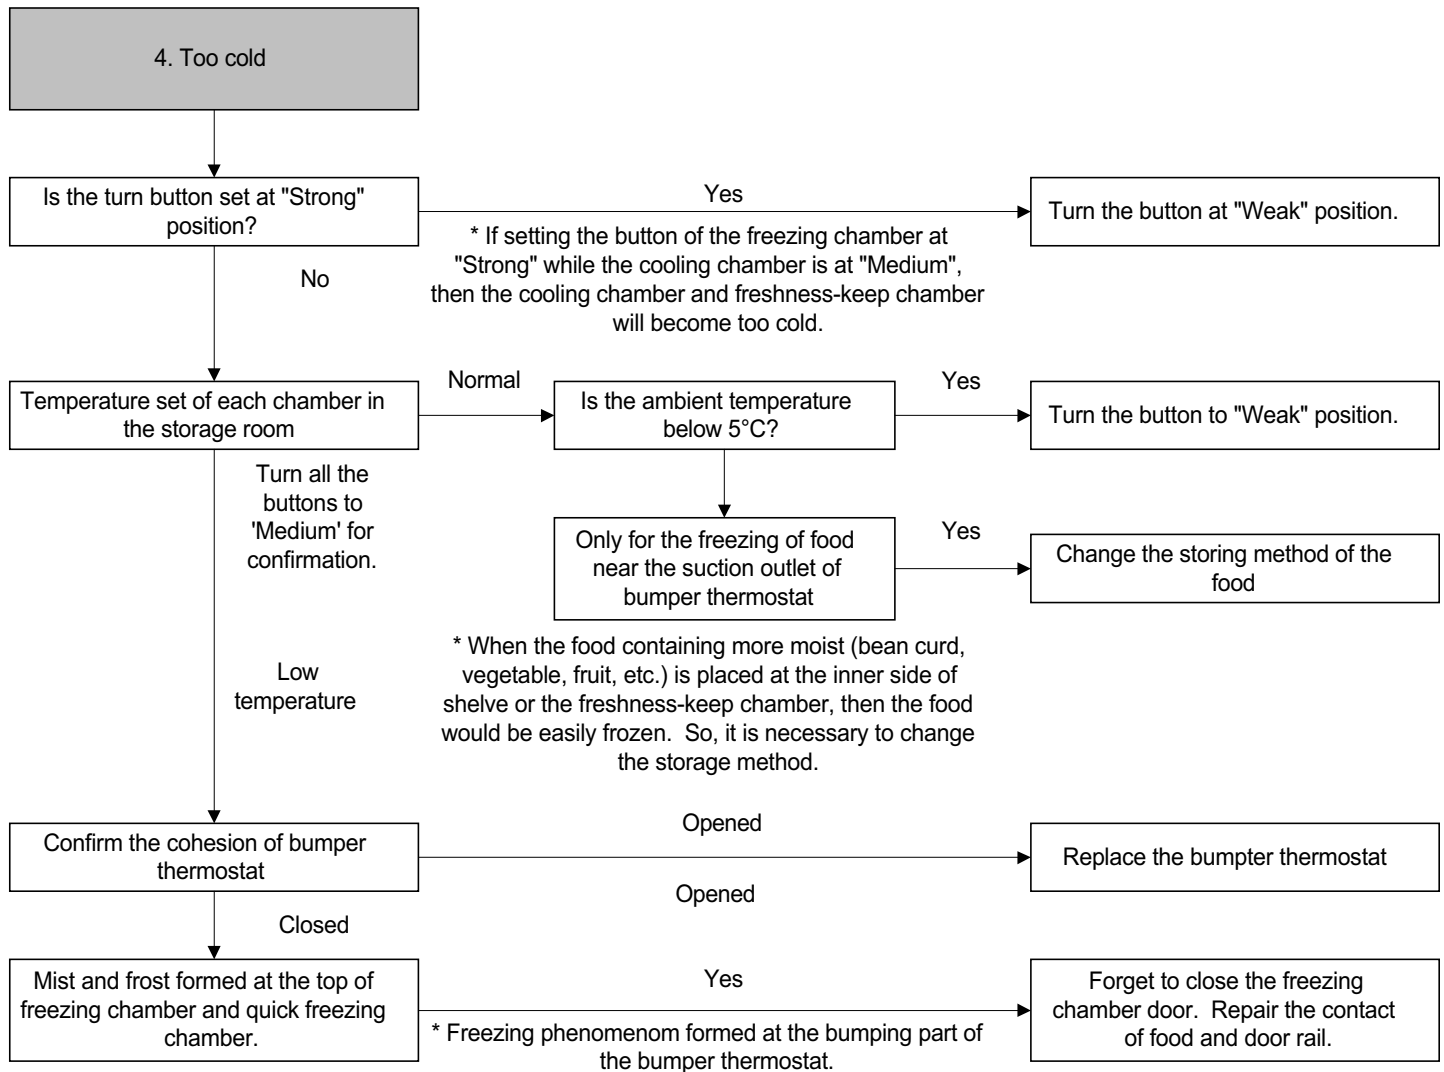 4. Too cold
Is the turn button set at "Strong"
position?
Yes
Turn the button at "Weak" position.
* If setting the button of the freezing chamber at
"Strong" while the cooling chamber is at "Medium",
then the cooling chamber and freshness-keep chamber
will become too cold.
No
Temperature set of each chamber in
the storage room
Normal
Is the ambient temperature
below 5°C?
Yes
Turn the button to "Weak" position.
Turn all the
buttons to
'Medium' for
confirmation.
Only for the freezing of food
near the suction outlet of
bumper thermostat
Yes
Change the storing method of the
food
* When the food containing more moist (bean curd,
vegetable, fruit, etc.) is placed at the inner side of
shelve or the freshness-keep chamber, then the food
would be easily frozen.  So, it is necessary to change
the storage method.
Low
temperature
Confirm the cohesion of bumper
thermostat
Opened
Opened
Replace the bumpter thermostat
Closed
Mist and frost formed at the top of
freezing chamber and quick freezing
chamber.
Yes
* Freezing phenomenom formed at the bumping part of
the bumper thermostat.
Forget to close the freezing
chamber door.  Repair the contact
of food and door rail.